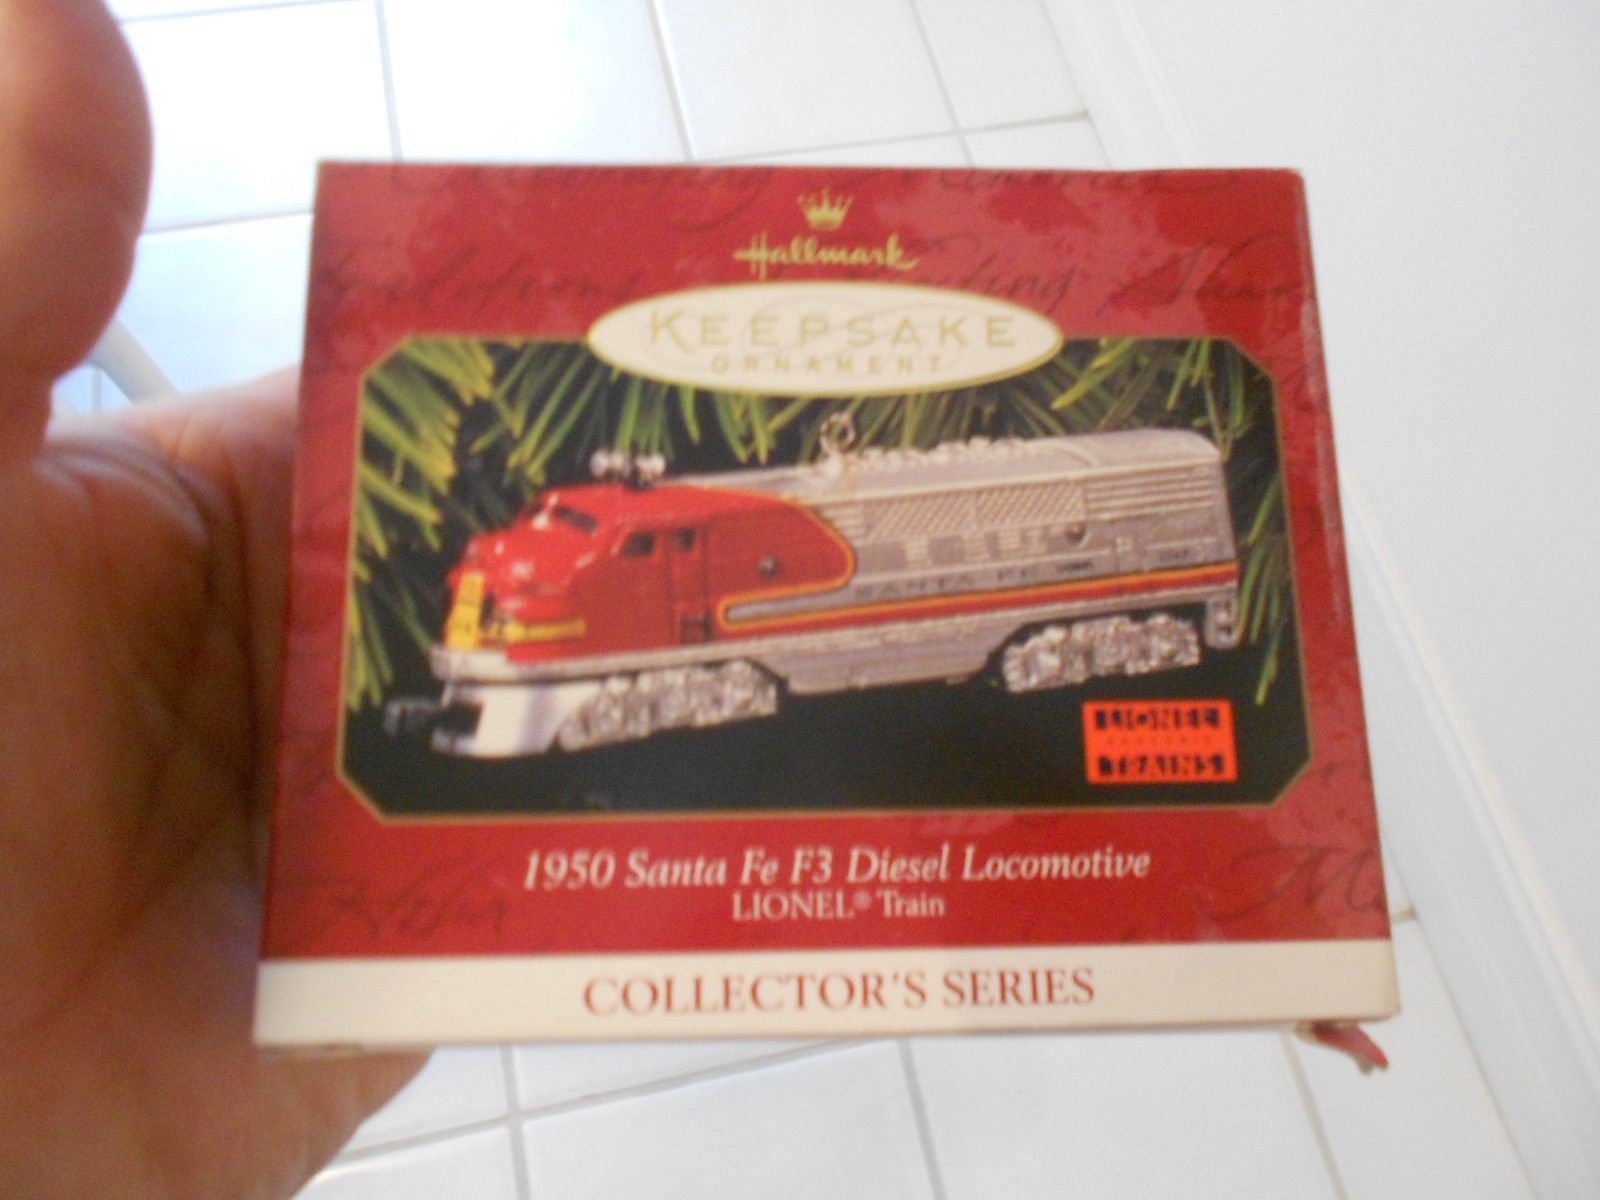 Hallmark
KEEPSAKE
ORNAMENT
SANTA FE
LIONEL
TRAINS
1950 Santa Fe F3 Diesel Locomotive
LIONEL® Train
COLLECTOR'S SERIES